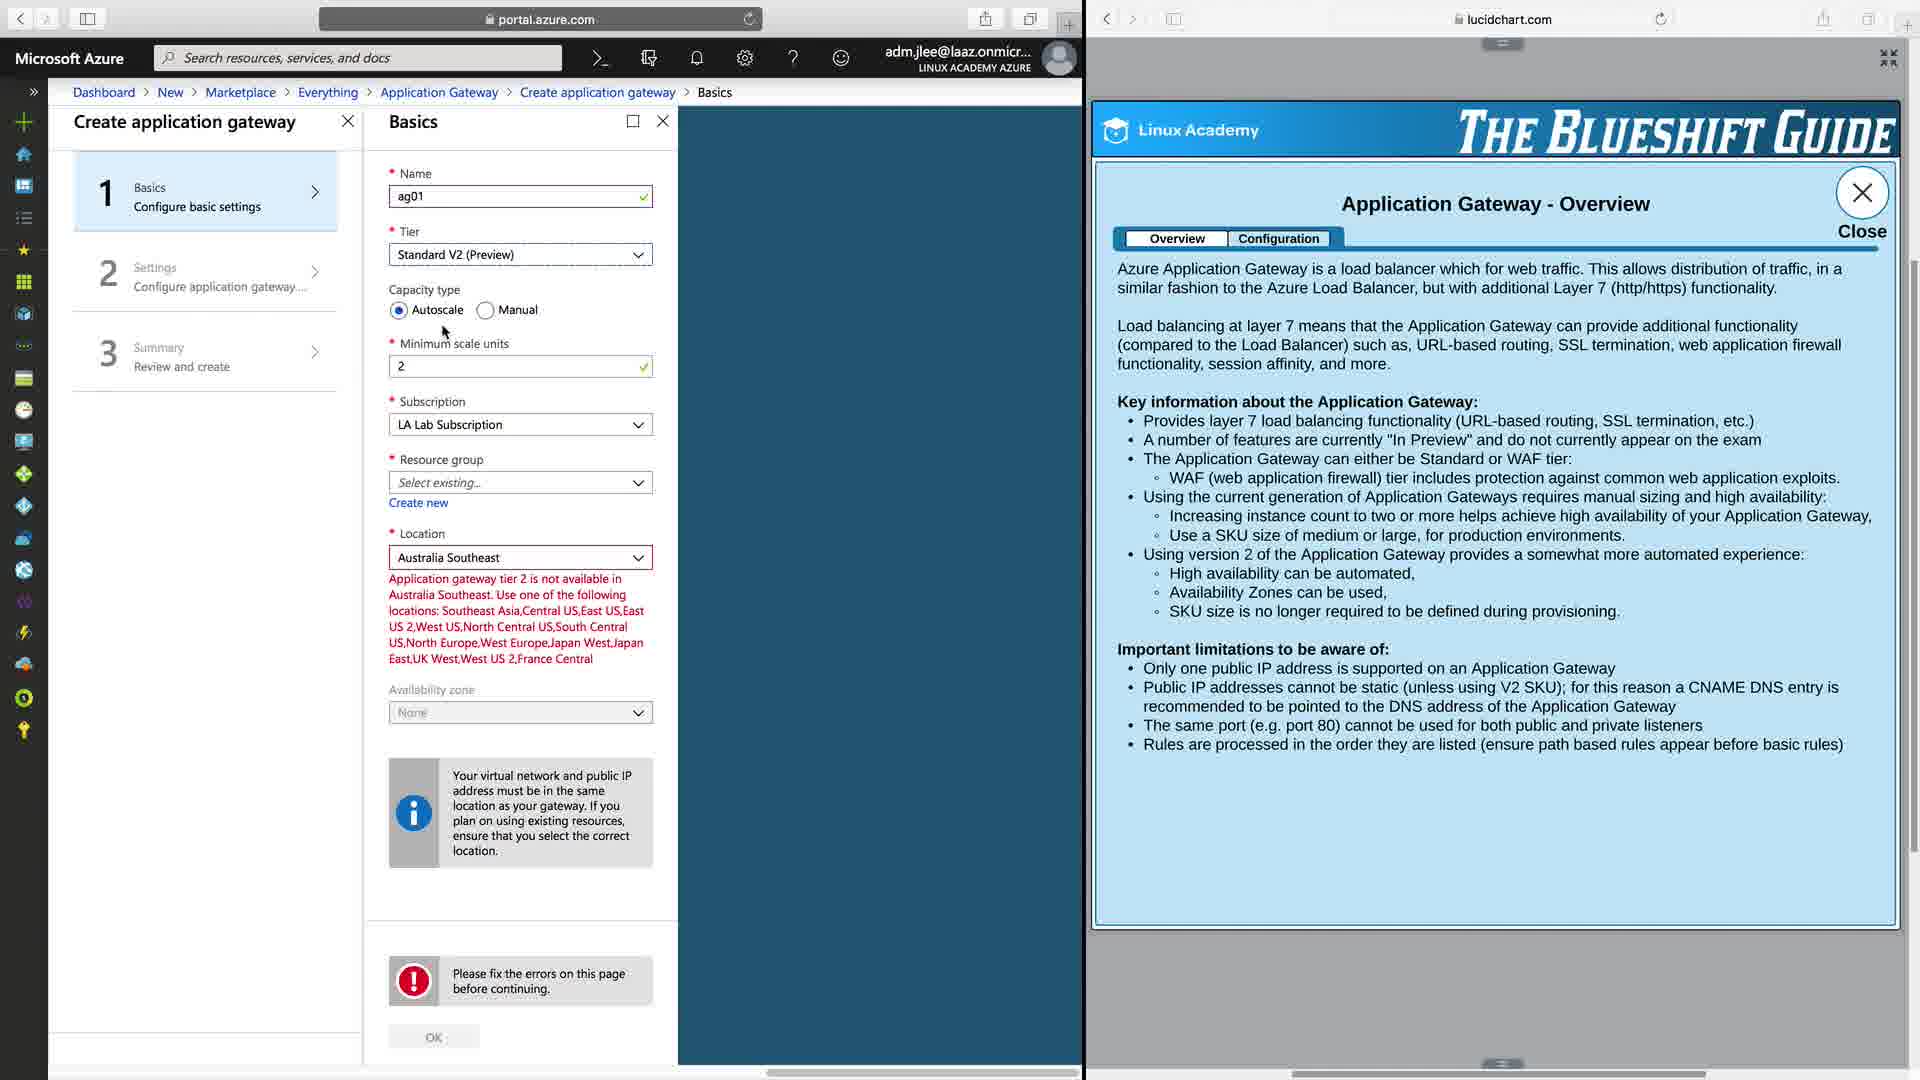 portal.azure.com
lucidchart.com
Microsoft Azure
Search resources, services, and docs
adm.jlee@laaz.onmicr...
LINUX ACADEMY AZURE
Dashboard > New > Marketplace > Everything > Application Gateway > Create application gateway > Basics
Create application gateway
1
Basics
Configure basic settings
2
Settings
Configure application gateway....
3
Summary
Review and create
Basics
* Name
ag01
* Tier
Standard V2 (Preview)
Capacity type
Autoscale
Manual
* Minimum scale units
2
* Subscription
LA Lab Subscription
* Resource group
Select existing...
Create new
* Location
Australia Southeast
Application gateway tier 2 is not available in
Australia Southeast. Use one of the following
locations: Southeast Asia,Central US,East US,East
US 2,West US,North Central US,South Central
US,North Europe,West Europe,Japan West,Japan
East,UK West,West US 2,France Central
Availability zone
None
Your virtual network and public IP
address must be in the same
location as your gateway. If you
plan on using existing resources,
ensure that you select the correct
location.
Please fix the errors on this page
before continuing.
OK
Linux Academy
THE BLUESHIFT GUIDE
Application Gateway - Overview
Close
Overview
Configuration
Azure Application Gateway is a load balancer which for web traffic. This allows distribution of traffic, in a
similar fashion to the Azure Load Balancer, but with additional Layer 7 (http/https) functionality.
Load balancing at layer 7 means that the Application Gateway can provide additional functionality
(compared to the Load Balancer) such as, URL-based routing, SSL termination, web application firewall
functionality, session affinity, and more.
Key information about the Application Gateway:
• Provides layer 7 load balancing functionality (URL-based routing, SSL termination, etc.)
• A number of features are currently "In Preview" and do not currently appear on the exam
• The Application Gateway can either be Standard or WAF tier:
◦ WAF (web application firewall) tier includes protection against common web application exploits.
• Using the current generation of Application Gateways requires manual sizing and high availability:
◦ Increasing instance count to two or more helps achieve high availability of your Application Gateway,
◦ Use a SKU size of medium or large, for production environments.
• Using version 2 of the Application Gateway provides a somewhat more automated experience:
◦ High availability can be automated,
◦ Availability Zones can be used,
◦ SKU size is no longer required to be defined during provisioning.
Important limitations to be aware of:
• Only one public IP address is supported on an Application Gateway
• Public IP addresses cannot be static (unless using V2 SKU); for this reason a CNAME DNS entry is
recommended to be pointed to the DNS address of the Application Gateway
• The same port (e.g. port 80) cannot be used for both public and private listeners
• Rules are processed in the order they are listed (ensure path based rules appear before basic rules)